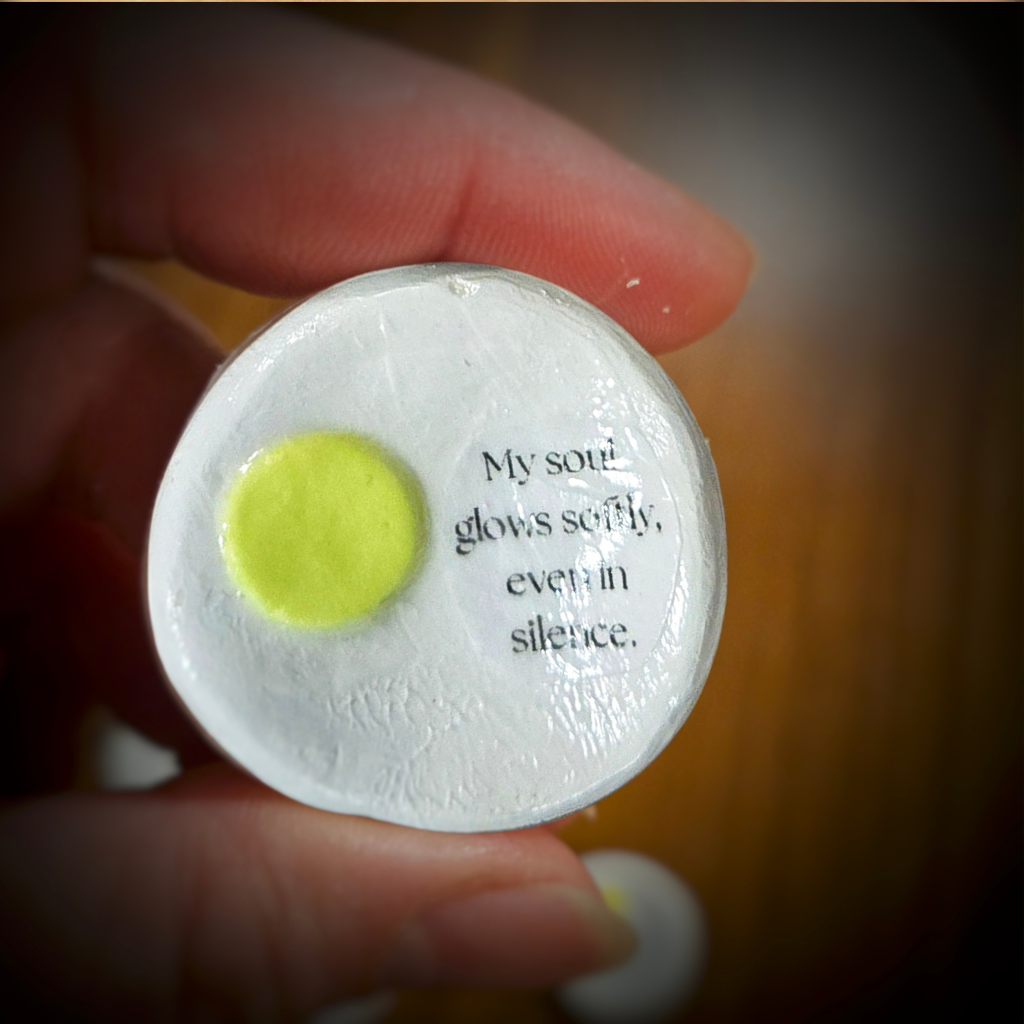 My soul
glows softly,
even in
silence.